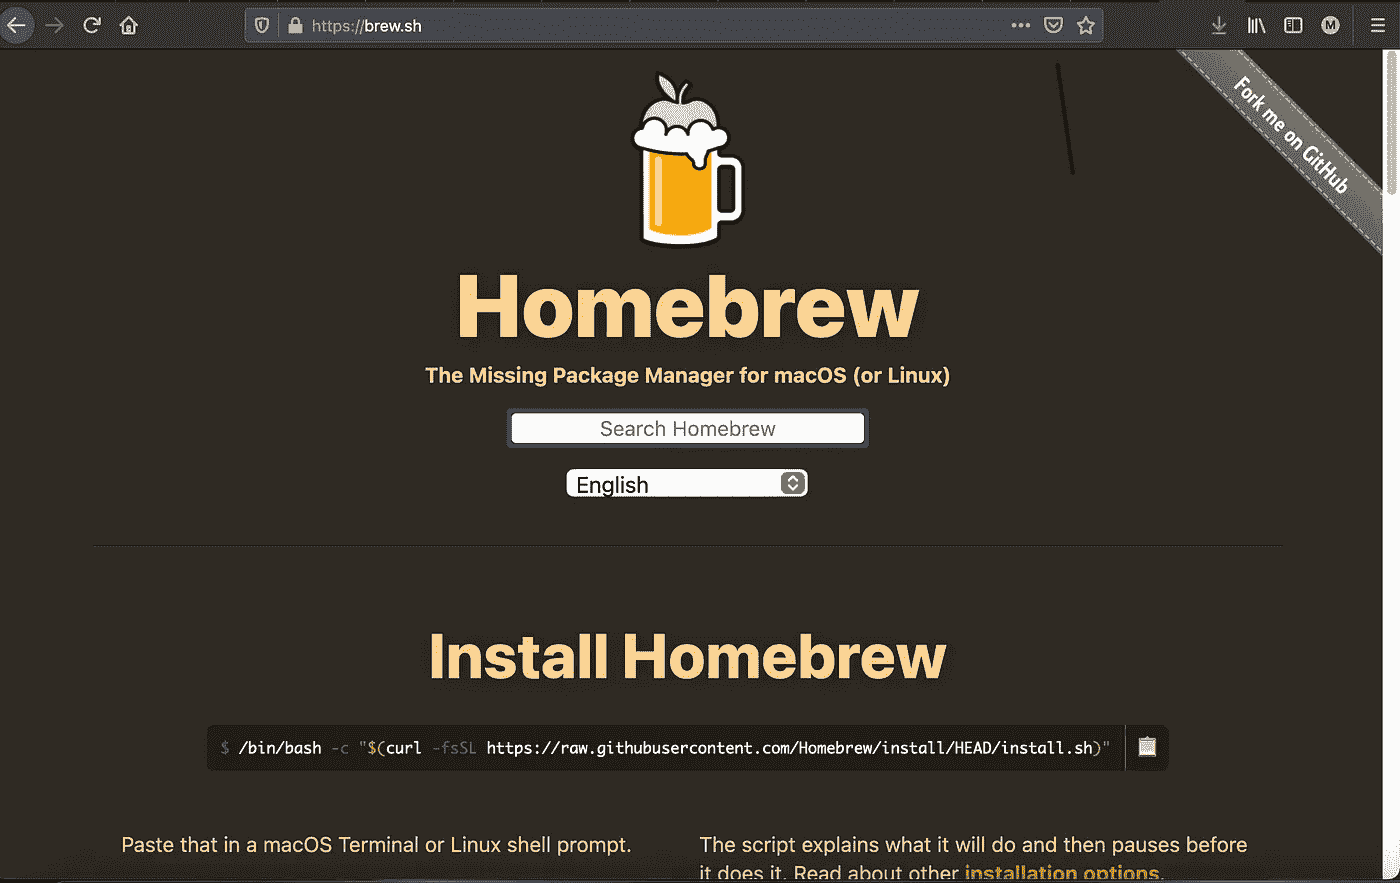 https://brew.sh
M
Fork me on GitHub
Homebrew
The Missing Package Manager for macOS (or Linux)
Search Homebrew
English
Install Homebrew
$ /bin/bash -c "$(curl -fsSL https://raw.githubusercontent.com/Homebrew/install/HEAD/install.sh)"
Paste that in a macOS Terminal or Linux shell prompt.
The script explains what it will do and then pauses before
it does it. Read about other installation options.